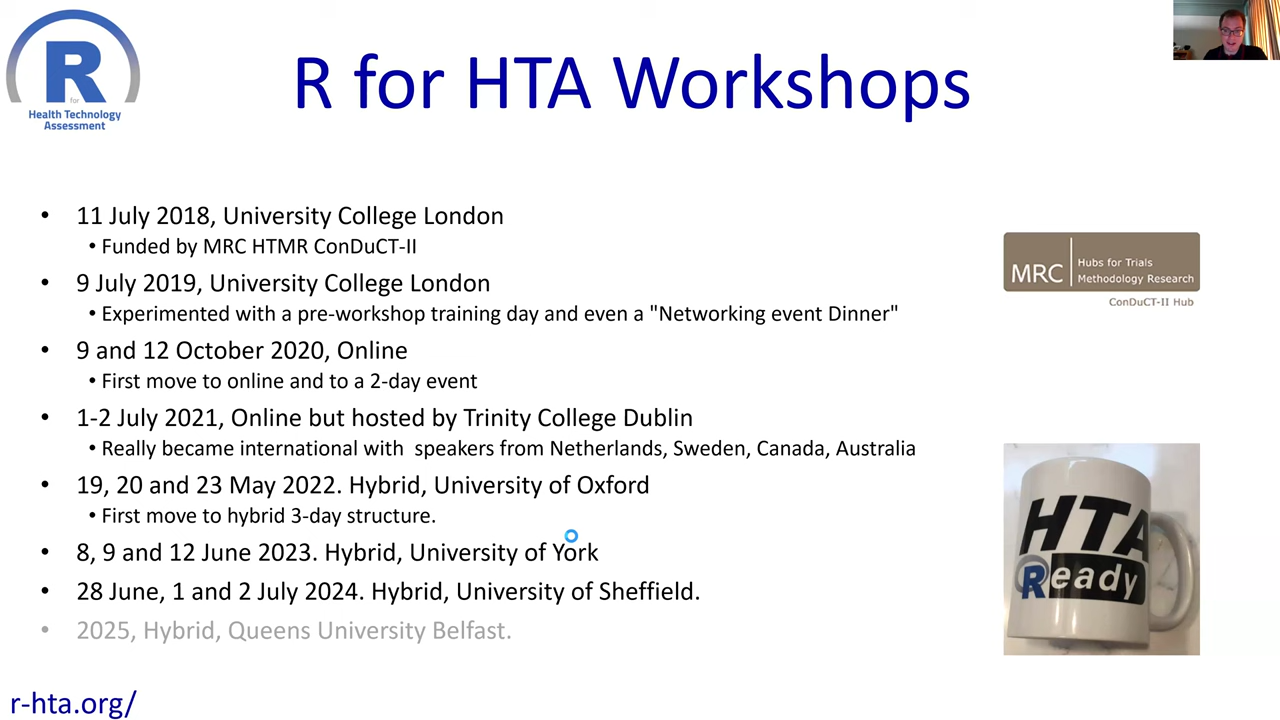 R
for
Health Technology
Assessment
R for HTA Workshops
• 11 July 2018, University College London
• Funded by MRC HTMR ConDuCT-II
• 9 July 2019, University College London
• Experimented with a pre-workshop training day and even a "Networking event Dinner"
• 9 and 12 October 2020, Online
• First move to online and to a 2-day event
• 1-2 July 2021, Online but hosted by Trinity College Dublin
• Really became international with speakers from Netherlands, Sweden, Canada, Australia
• 19, 20 and 23 May 2022. Hybrid, University of Oxford
• First move to hybrid 3-day structure.
• 8, 9 and 12 June 2023. Hybrid, University of York
• 28 June, 1 and 2 July 2024. Hybrid, University of Sheffield.
• 2025, Hybrid, Queens University Belfast.
MRC
Hubs for Trials
Methodology Research
ConDuCT-II Hub
HTA
Ready
r-hta.org/